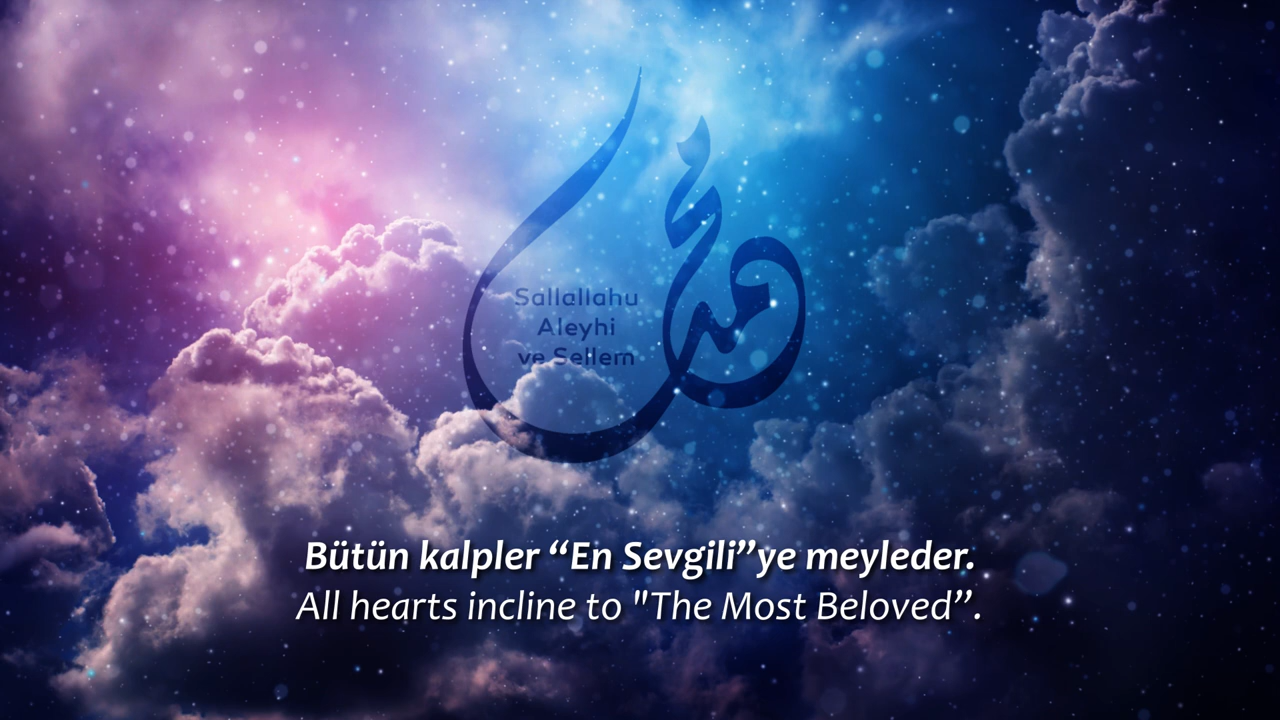 محمد
Sallallahu
Aleyhi
ve Sellem
Bütün kalpler “En Sevgili”ye meyleder.
All hearts incline to "The Most Beloved”.